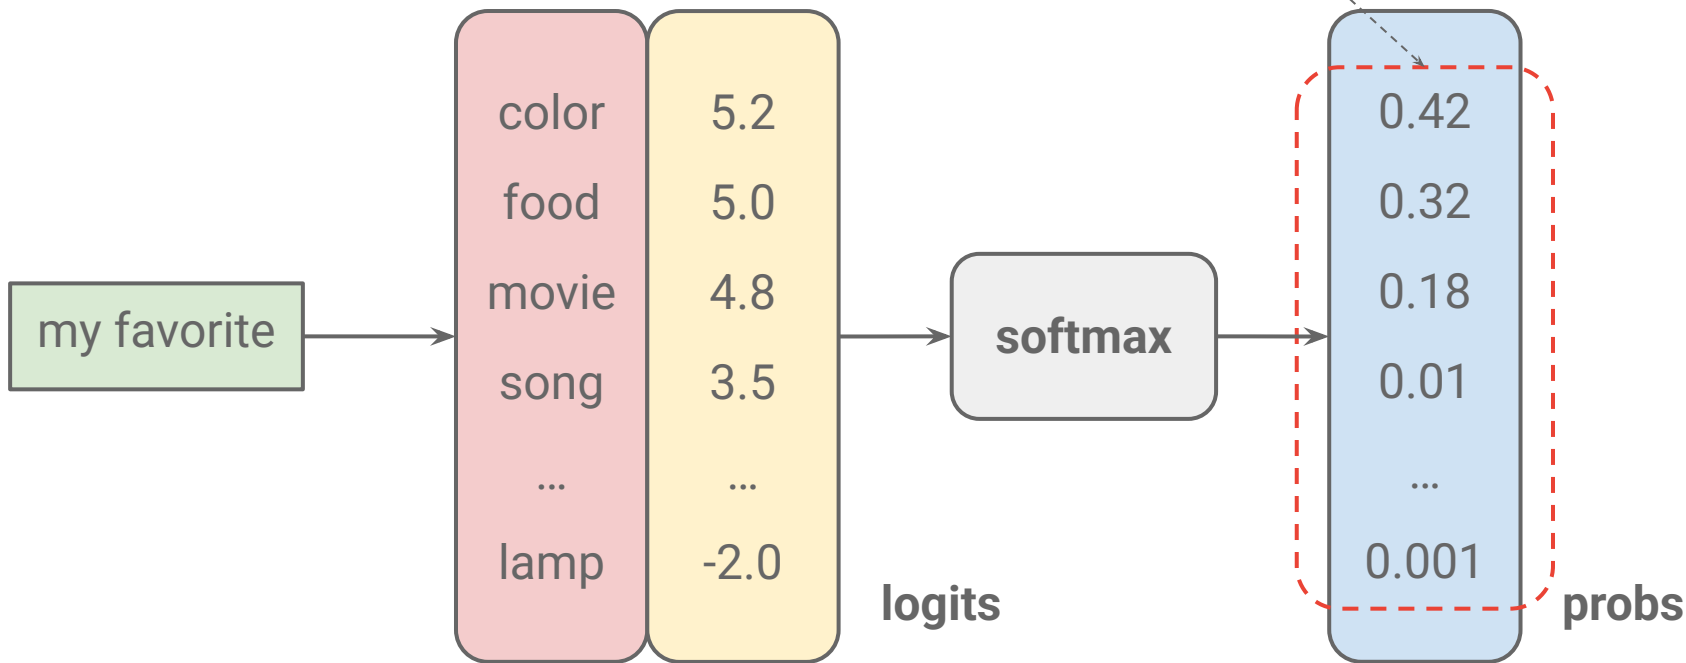 my favorite
color 5.2
food 5.0
movie 4.8
song 3.5
... ...
lamp -2.0
logits
softmax
0.42
0.32
0.18
0.01
...
0.001
probs